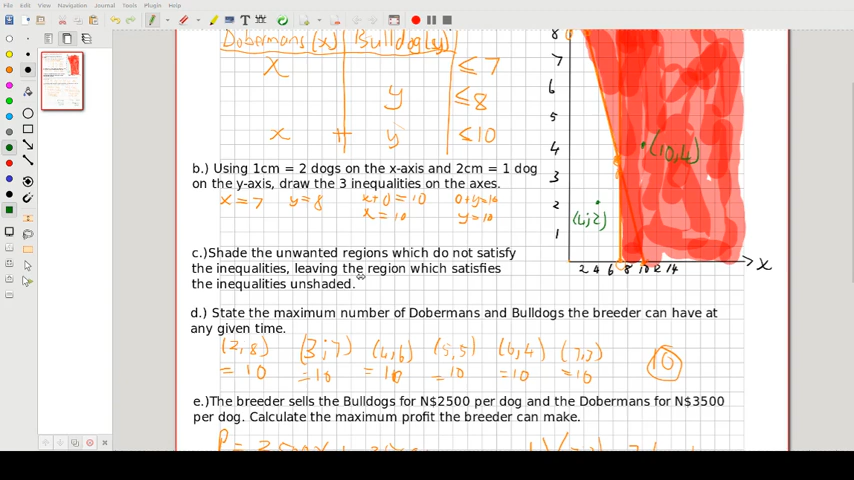 File Edit View Navigation Journal Tools Plugin Help
Dobermans (x) Bulldog (y)
8
x ≤ 7
7
y ≤ 8
6
x + y ≤ 10
5
4
(10,4)
3
2
(4;2)
1
2 4 6 8 10 12 14 x
b.) Using 1cm = 2 dogs on the x-axis and 2cm = 1 dog
on the y-axis, draw the 3 inequalities on the axes.
x = 7 y = 8 x+0=10 0+y=10
x = 10 y = 10
c.)Shade the unwanted regions which do not satisfy
the inequalities, leaving the region which satisfies
the inequalities unshaded.
d.) State the maximum number of Dobermans and Bulldogs the breeder can have at
any given time.
(2,8) (3;7) (4,6) (5,5) (6,4) (7,3) 10
= 10 =10 =10 =10 =10 =10
e.)The breeder sells the Bulldogs for N$2500 per dog and the Dobermans for N$3500
per dog. Calculate the maximum profit the breeder can make.